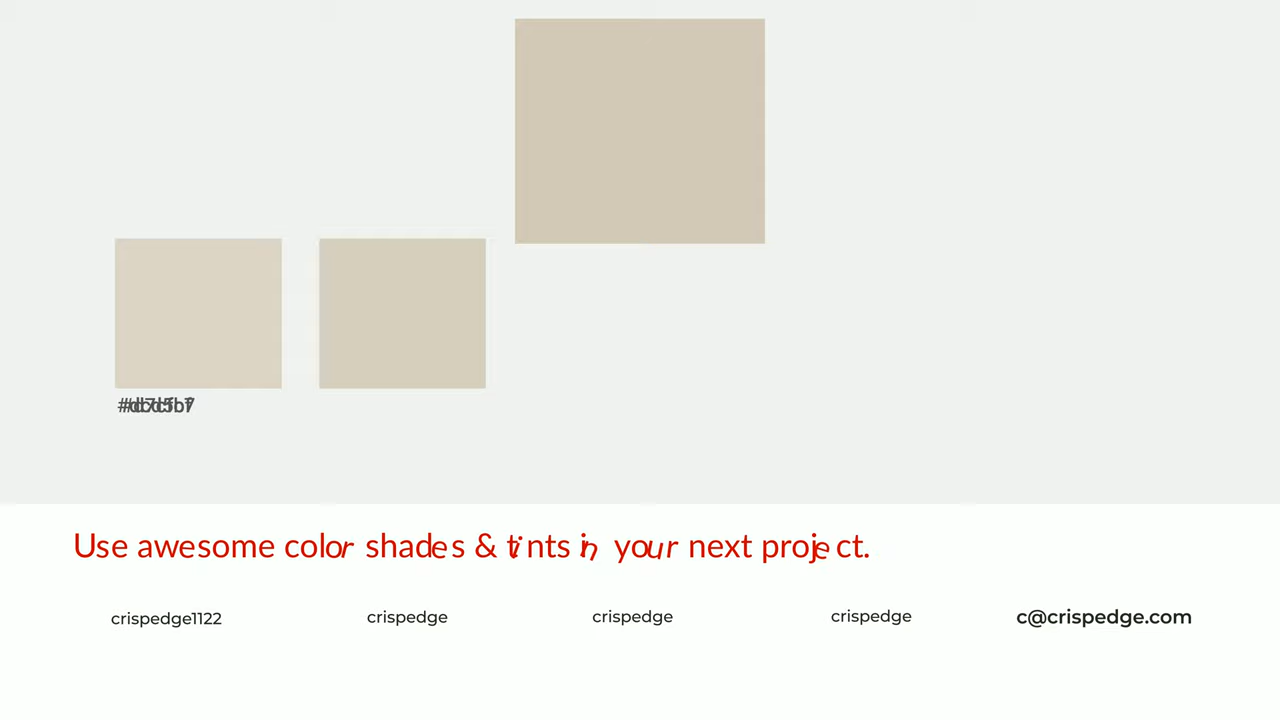 Use awesome color shades & tints in your next project.
crispedge1122 crispedge crispedge crispedge c@crispedge.com